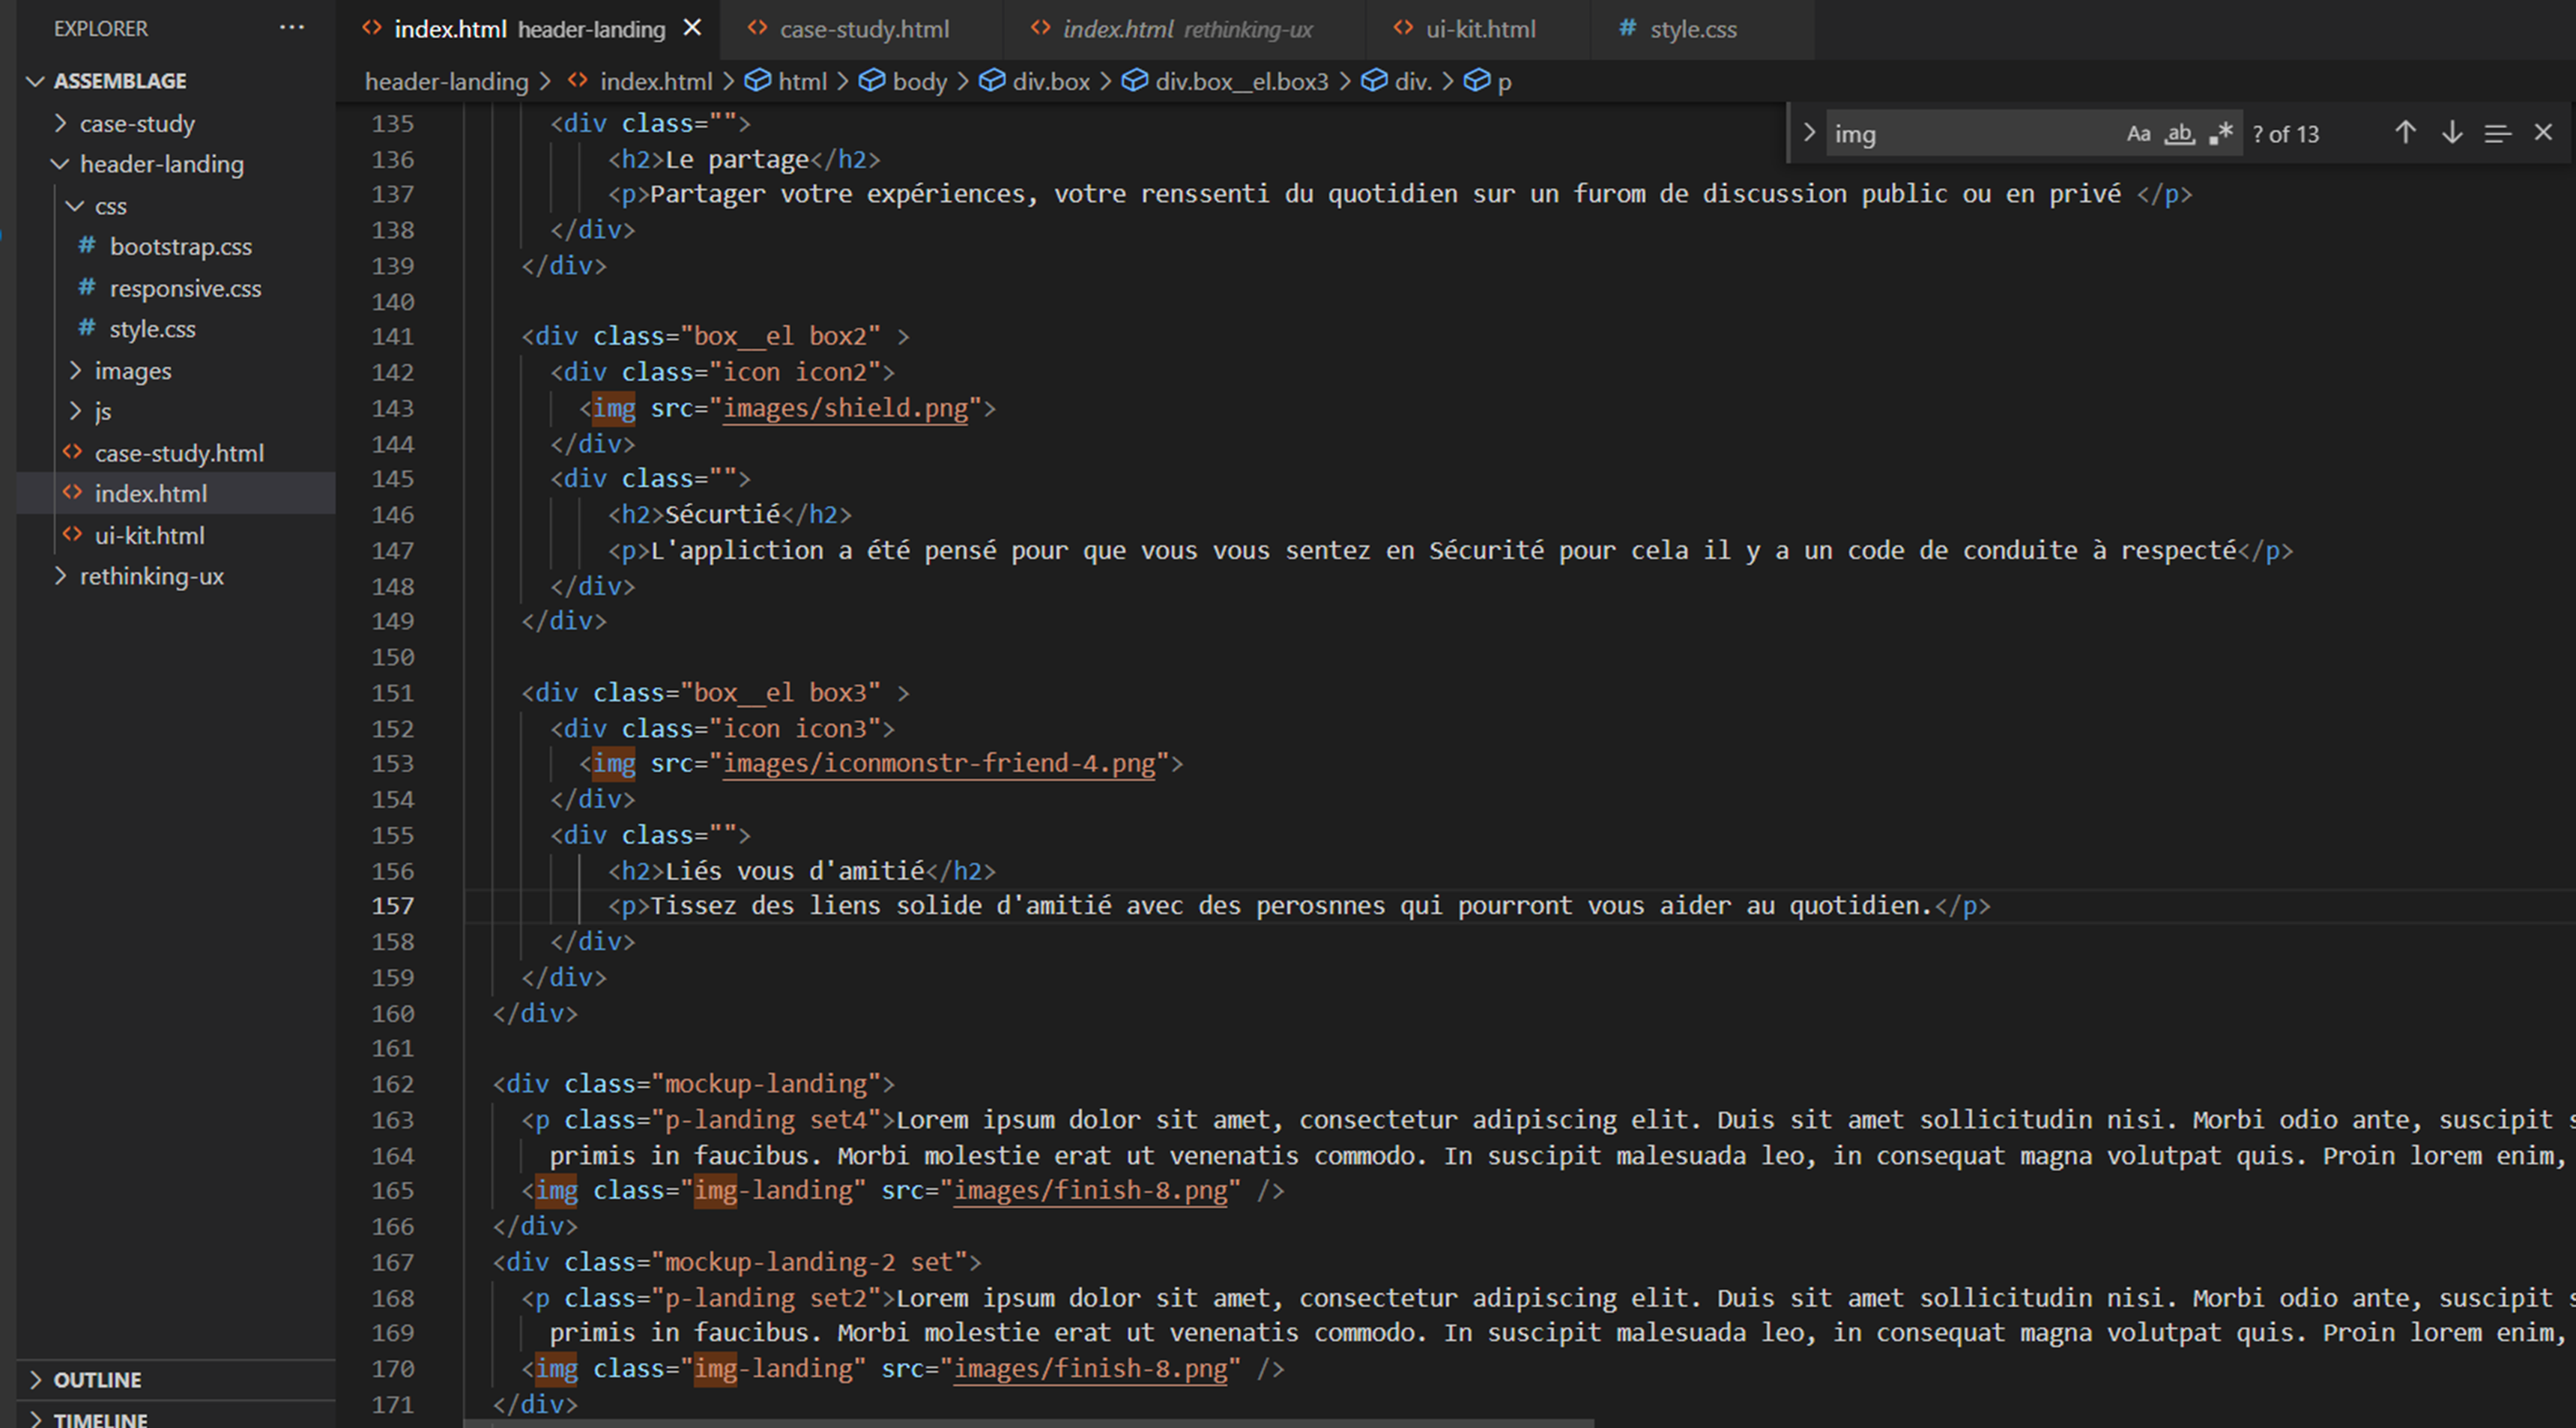 EXPLORER ···
ASSEMBLAGE
case-study
header-landing
css
# bootstrap.css
# responsive.css
# style.css
images
js
<> case-study.html
<> index.html
<> ui-kit.html
rethinking-ux
OUTLINE
TIMELINE
<> index.html header-landing <> case-study.html <> index.html rethinking-ux <> ui-kit.html # style.css
header-landing > <> index.html > html > body > div.box > div.box__el.box3 > div. > p
img Aa ab .* ? of 13
135 <div class="">
136 <h2>Le partage</h2>
137 <p>Partager votre expériences, votre renssenti du quotidien sur un furom de discussion public ou en privé </p>
138 </div>
139 </div>
140
141 <div class="box__el box2" >
142 <div class="icon icon2">
143 <img src="images/shield.png">
144 </div>
145 <div class="">
146 <h2>Sécurtié</h2>
147 <p>L'appliction a été pensé pour que vous vous sentez en Sécurité pour cela il y a un code de conduite à respecté</p>
148 </div>
149 </div>
150
151 <div class="box__el box3" >
152 <div class="icon icon3">
153 <img src="images/iconmonstr-friend-4.png">
154 </div>
155 <div class="">
156 <h2>Liés vous d'amitié</h2>
157 <p>Tissez des liens solide d'amitié avec des perosnnes qui pourront vous aider au quotidien.</p>
158 </div>
159 </div>
160 </div>
161
162 <div class="mockup-landing">
163 <p class="p-landing set4">Lorem ipsum dolor sit amet, consectetur adipiscing elit. Duis sit amet sollicitudin nisi. Morbi odio ante, suscipit
164 primis in faucibus. Morbi molestie erat ut venenatis commodo. In suscipit malesuada leo, in consequat magna volutpat quis. Proin lorem enim,
165 <img class="img-landing" src="images/finish-8.png" />
166 </div>
167 <div class="mockup-landing-2 set">
168 <p class="p-landing set2">Lorem ipsum dolor sit amet, consectetur adipiscing elit. Duis sit amet sollicitudin nisi. Morbi odio ante, suscipit
169 primis in faucibus. Morbi molestie erat ut venenatis commodo. In suscipit malesuada leo, in consequat magna volutpat quis. Proin lorem enim,
170 <img class="img-landing" src="images/finish-8.png" />
171 </div>